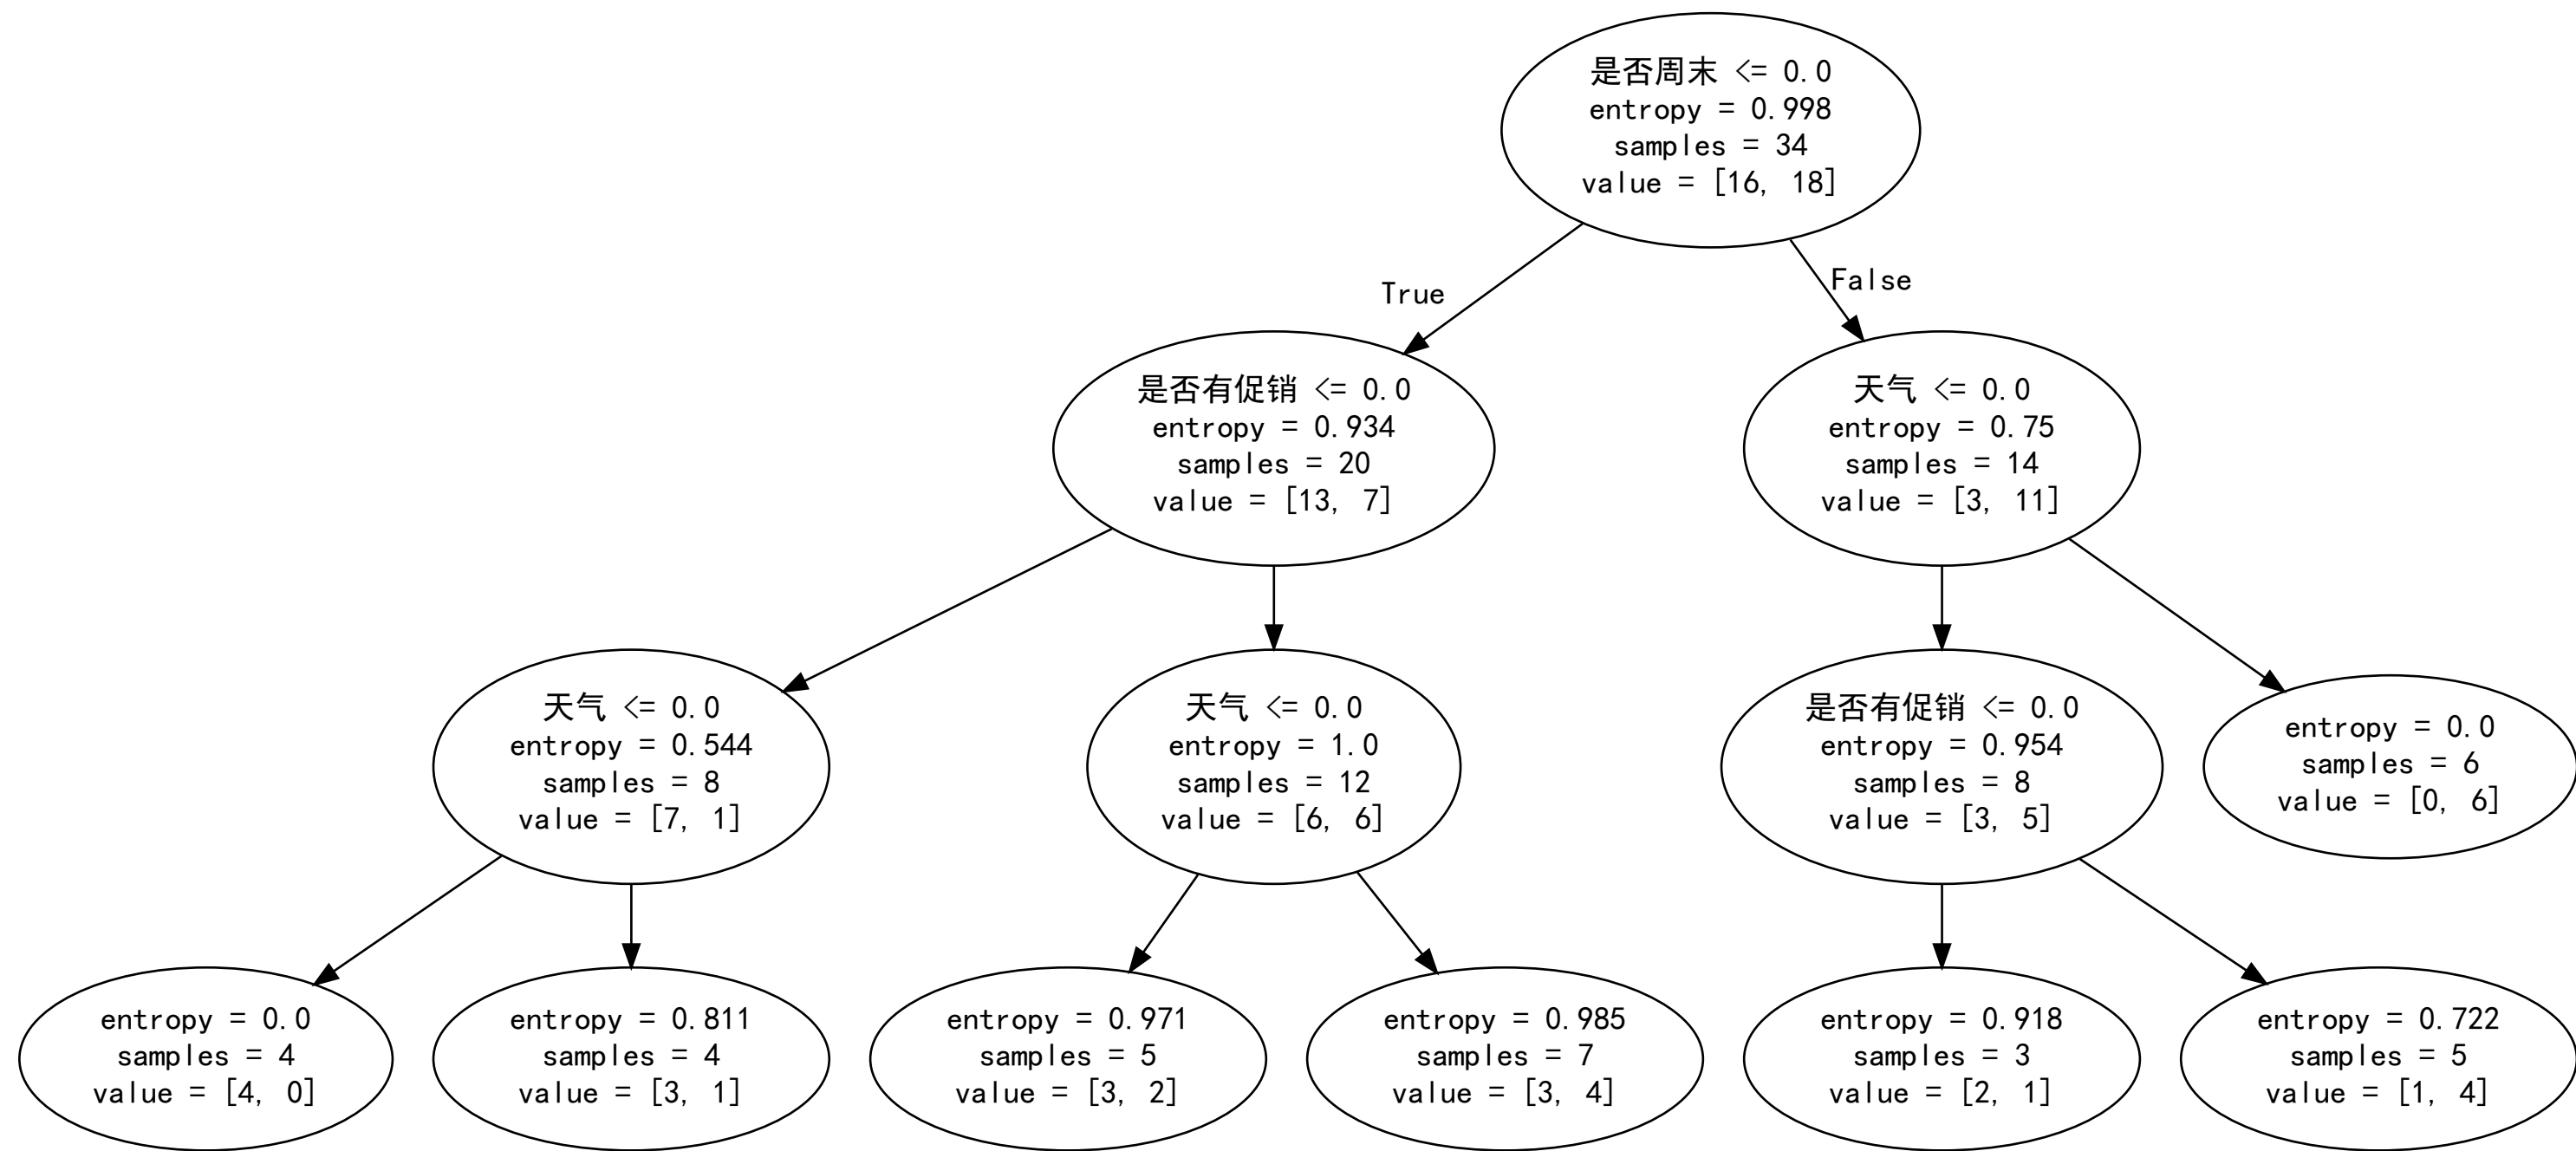 是否周末 <= 0.0
entropy = 0.998
samples = 34
value = [16, 18]
True
False
是否有促销 <= 0.0
entropy = 0.934
samples = 20
value = [13, 7]
天气 <= 0.0
entropy = 0.75
samples = 14
value = [3, 11]
天气 <= 0.0
entropy = 0.544
samples = 8
value = [7, 1]
天气 <= 0.0
entropy = 1.0
samples = 12
value = [6, 6]
是否有促销 <= 0.0
entropy = 0.954
samples = 8
value = [3, 5]
entropy = 0.0
samples = 6
value = [0, 6]
entropy = 0.0
samples = 4
value = [4, 0]
entropy = 0.811
samples = 4
value = [3, 1]
entropy = 0.971
samples = 5
value = [3, 2]
entropy = 0.985
samples = 7
value = [3, 4]
entropy = 0.918
samples = 3
value = [2, 1]
entropy = 0.722
samples = 5
value = [1, 4]